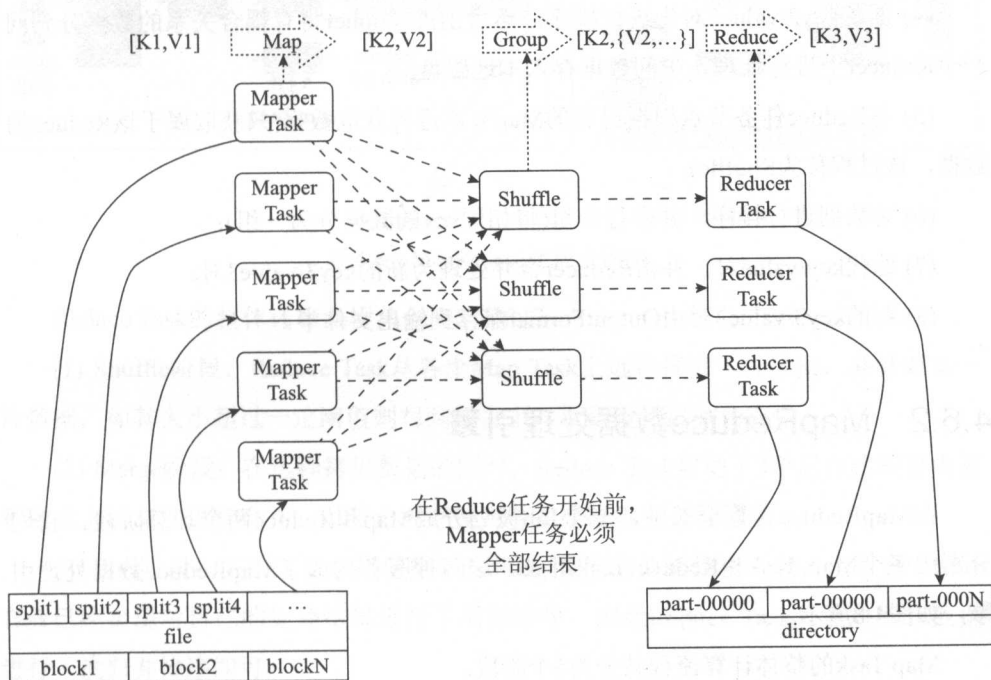 [K1,V1] Map [K2,V2] Group [K2,{V2,…}] Reduce [K3,V3]
Mapper
Task
Mapper
Task
Mapper
Task
Mapper
Task
Mapper
Task
Shuffle
Shuffle
Shuffle
Reducer
Task
Reducer
Task
Reducer
Task
在Reduce任务开始前，
Mapper任务必须
全部结束
split1 split2 split3 split4 …
file
block1 block2 blockN
part-00000 part-00000 part-000N
directory